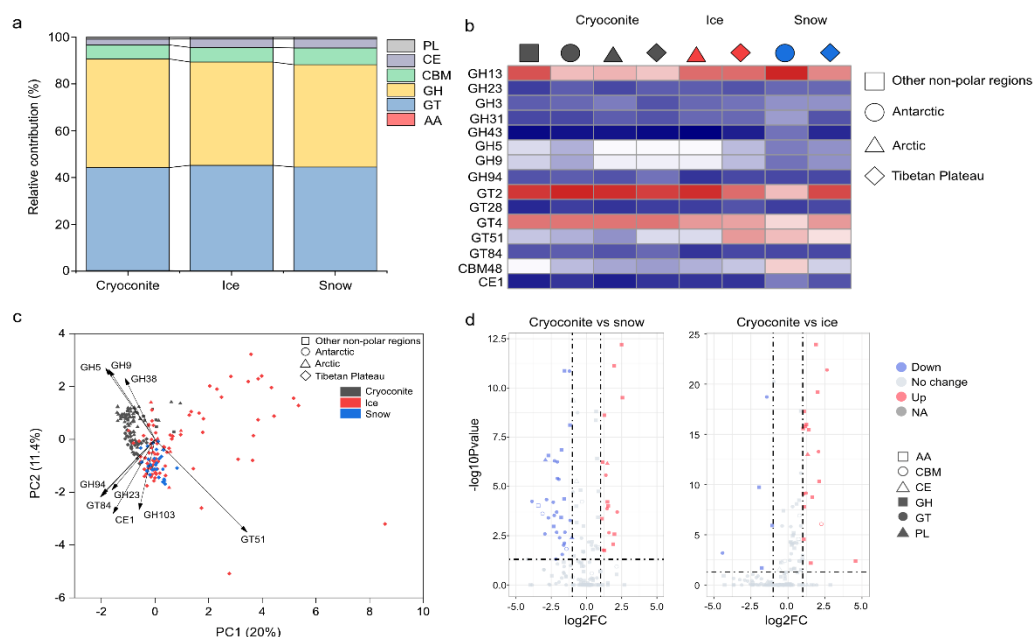 a
Relative contribution (%)
100
80
60
40
20
0
Cryoconite
Ice
Snow
PL
CE
CBM
GH
GT
AA
b
Cryoconite
Ice
Snow
GH13
GH23
GH3
GH31
GH43
GH5
GH9
GH94
GT2
GT28
GT4
GT51
GT84
CBM48
CE1
Other non-polar regions
Antarctic
Arctic
Tibetan Plateau
c
PC2 (11.4%)
4
2
0
-2
-4
-6
-2
0
2
4
6
8
10
PC1 (20%)
GH5
GH9
GH38
GH94
GH23
GT84
CE1
GH103
GT51
Other non-polar regions
Antarctic
Arctic
Tibetan Plateau
Cryoconite
Ice
Snow
d
Cryoconite vs snow
-log10Pvalue
12.5
10.0
7.5
5.0
2.5
0.0
-5.0
-2.5
0.0
2.5
5.0
log2FC
Cryoconite vs ice
25
20
15
10
5
0
-5.0
-2.5
0.0
2.5
5.0
log2FC
Down
No change
Up
NA
AA
CBM
CE
GH
GT
PL